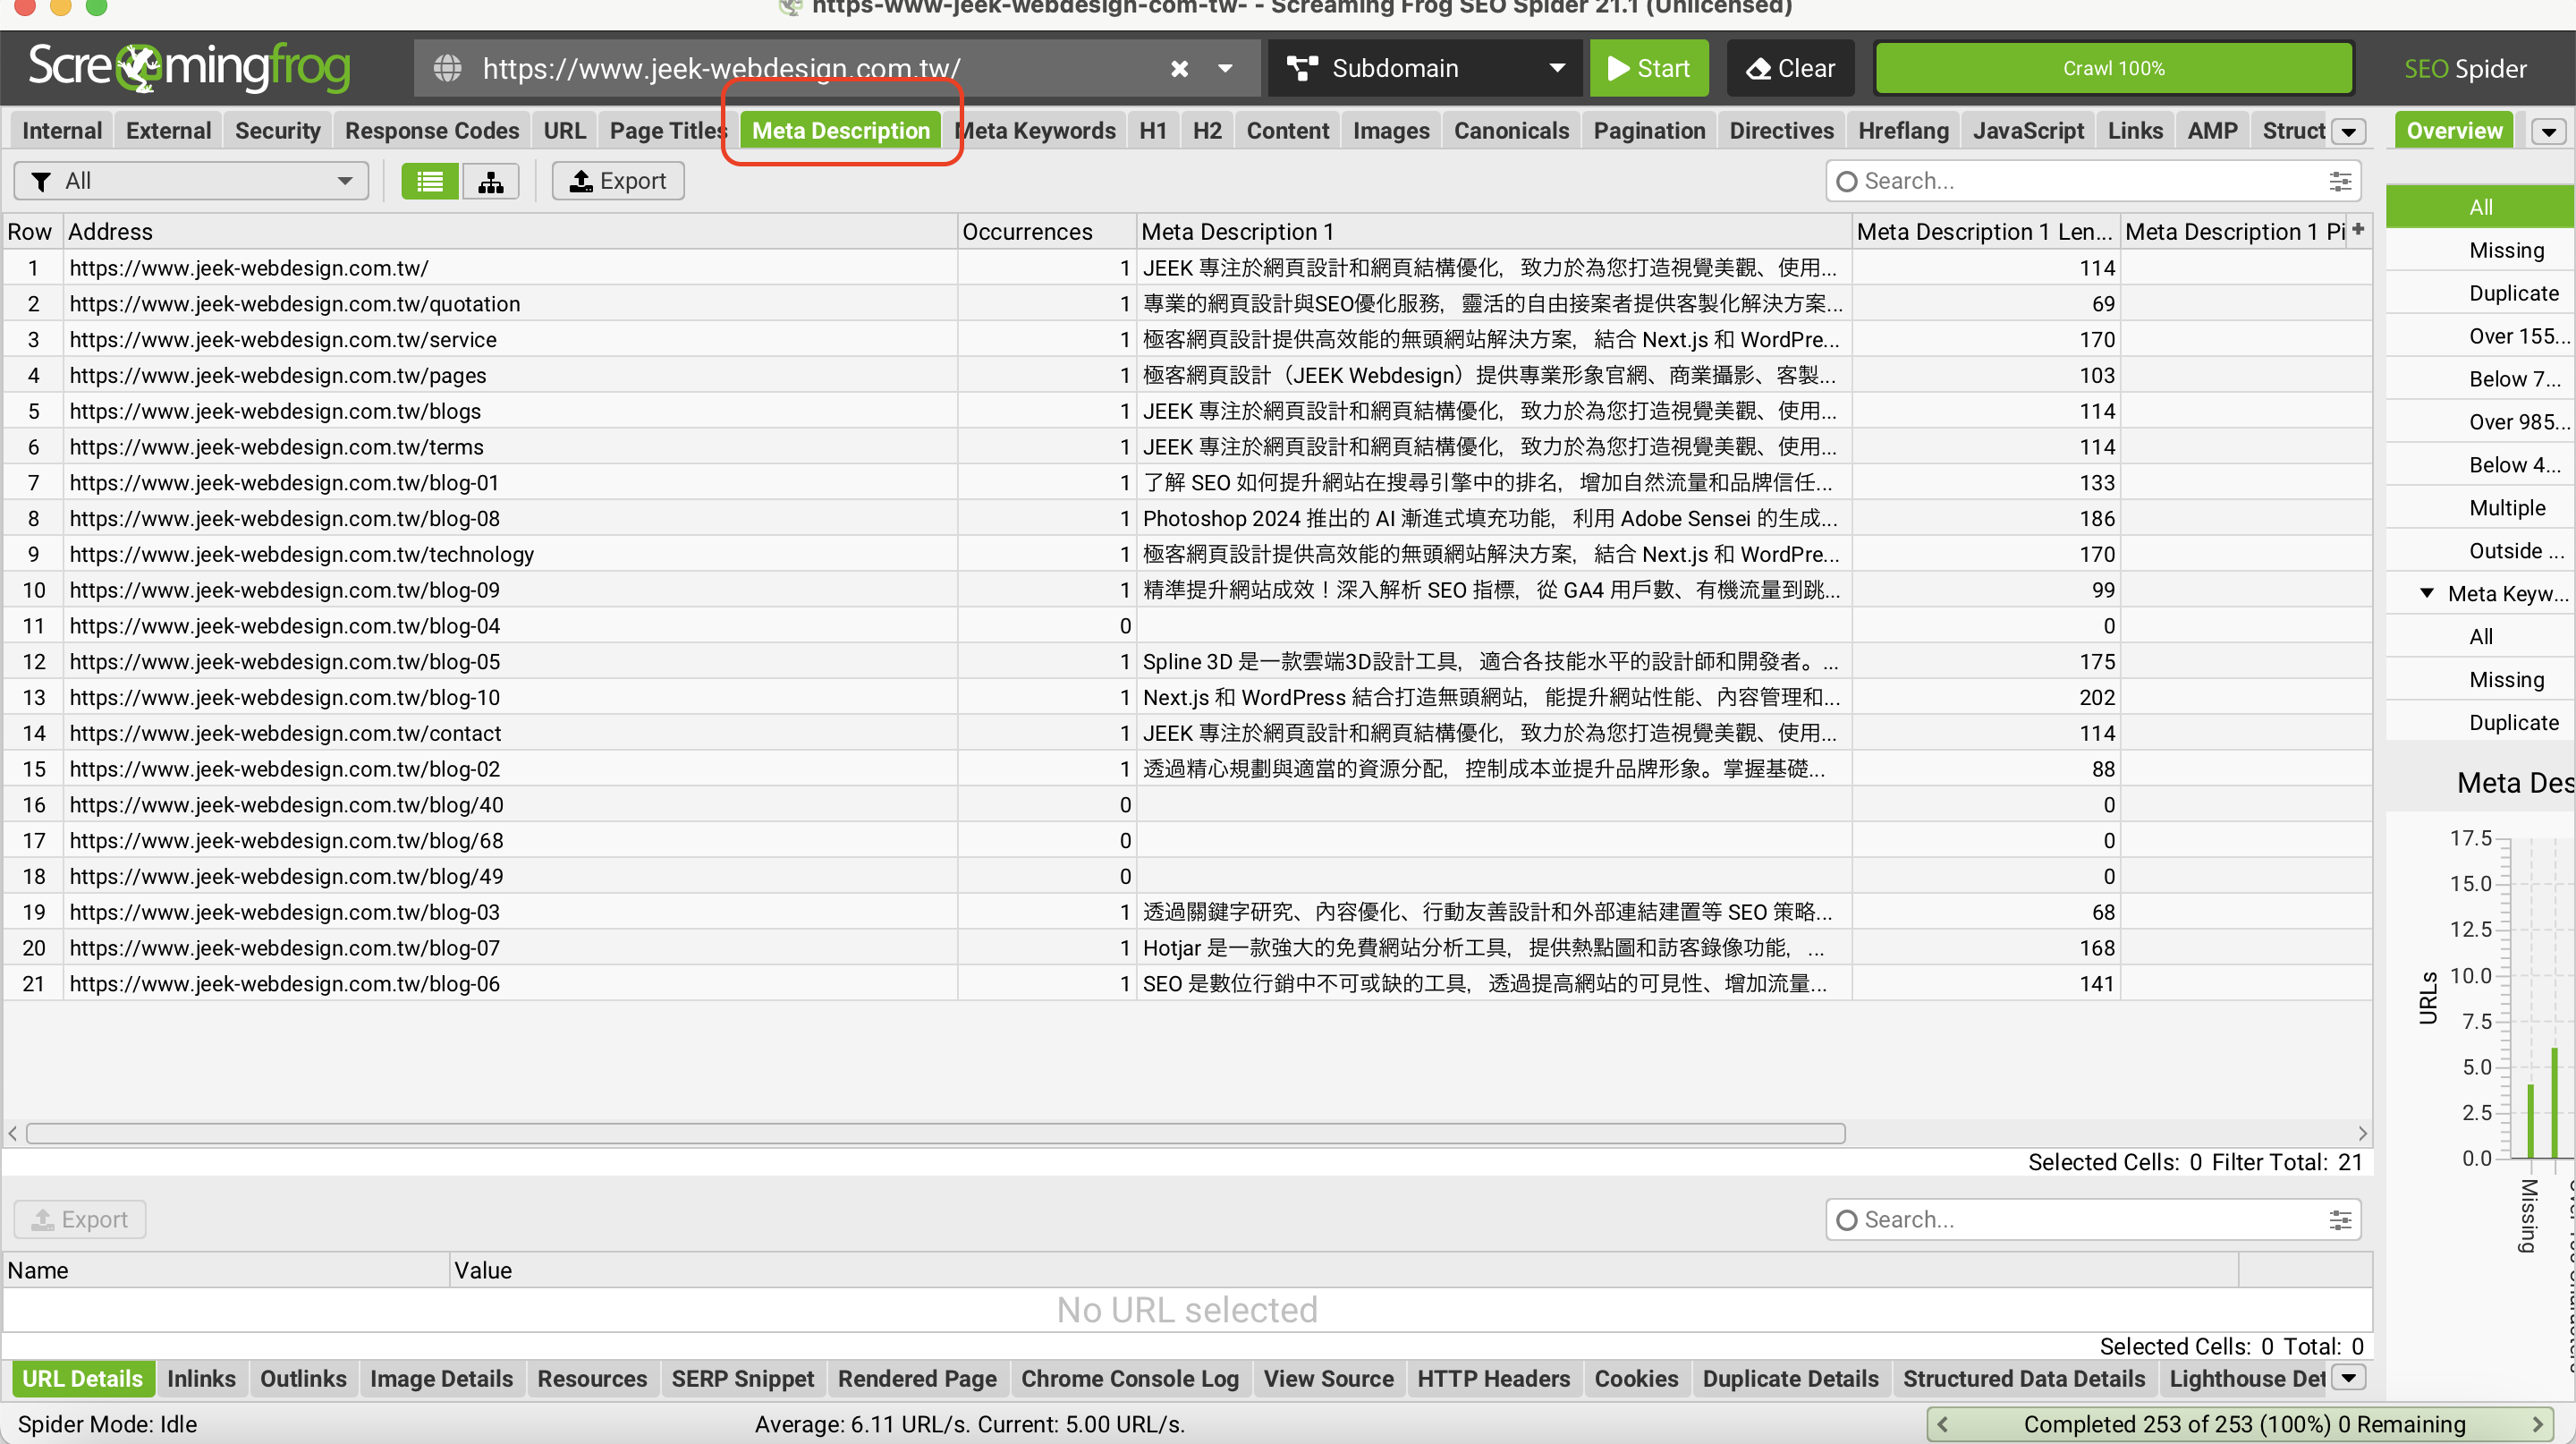 https-www-jeek-webdesign-com-tw- - Screaming Frog SEO Spider 21.1 (Unlicensed)
Screamingfrog https://www.jeek-webdesign.com.tw/ Subdomain Start Clear Crawl 100% SEO Spider
Internal External Security Response Codes URL Page Titles Meta Description Meta Keywords H1 H2 Content Images Canonicals Pagination Directives Hreflang JavaScript Links AMP Struct Overview
All Export Search...
Row Address Occurrences Meta Description 1 Meta Description 1 Len... Meta Description 1 Pi
1 https://www.jeek-webdesign.com.tw/ 1 JEEK 專注於網頁設計和網頁結構優化，致力於為您打造視覺美觀、使用... 114
2 https://www.jeek-webdesign.com.tw/quotation 1 專業的網頁設計與SEO優化服務，靈活的自由接案者提供客製化解決方案... 69
3 https://www.jeek-webdesign.com.tw/service 1 極客網頁設計提供高效能的無頭網站解決方案，結合 Next.js 和 WordPre... 170
4 https://www.jeek-webdesign.com.tw/pages 1 極客網頁設計（JEEK Webdesign）提供專業形象官網、商業攝影、客製... 103
5 https://www.jeek-webdesign.com.tw/blogs 1 JEEK 專注於網頁設計和網頁結構優化，致力於為您打造視覺美觀、使用... 114
6 https://www.jeek-webdesign.com.tw/terms 1 JEEK 專注於網頁設計和網頁結構優化，致力於為您打造視覺美觀、使用... 114
7 https://www.jeek-webdesign.com.tw/blog-01 1 了解 SEO 如何提升網站在搜尋引擎中的排名，增加自然流量和品牌信任... 133
8 https://www.jeek-webdesign.com.tw/blog-08 1 Photoshop 2024 推出的 AI 漸進式填充功能，利用 Adobe Sensei 的生成... 186
9 https://www.jeek-webdesign.com.tw/technology 1 極客網頁設計提供高效能的無頭網站解決方案，結合 Next.js 和 WordPre... 170
10 https://www.jeek-webdesign.com.tw/blog-09 1 精準提升網站成效！深入解析 SEO 指標，從 GA4 用戶數、有機流量到跳... 99
11 https://www.jeek-webdesign.com.tw/blog-04 0 0
12 https://www.jeek-webdesign.com.tw/blog-05 1 Spline 3D 是一款雲端3D設計工具，適合各技能水平的設計師和開發者。... 175
13 https://www.jeek-webdesign.com.tw/blog-10 1 Next.js 和 WordPress 結合打造無頭網站，能提升網站性能、內容管理和... 202
14 https://www.jeek-webdesign.com.tw/contact 1 JEEK 專注於網頁設計和網頁結構優化，致力於為您打造視覺美觀、使用... 114
15 https://www.jeek-webdesign.com.tw/blog-02 1 透過精心規劃與適當的資源分配，控制成本並提升品牌形象。掌握基礎... 88
16 https://www.jeek-webdesign.com.tw/blog/40 0 0
17 https://www.jeek-webdesign.com.tw/blog/68 0 0
18 https://www.jeek-webdesign.com.tw/blog/49 0 0
19 https://www.jeek-webdesign.com.tw/blog-03 1 透過關鍵字研究、內容優化、行動友善設計和外部連結建置等 SEO 策略... 68
20 https://www.jeek-webdesign.com.tw/blog-07 1 Hotjar 是一款強大的免費網站分析工具，提供熱點圖和訪客錄像功能，... 168
21 https://www.jeek-webdesign.com.tw/blog-06 1 SEO 是數位行銷中不可或缺的工具，透過提高網站的可見性、增加流量... 141
Selected Cells: 0 Filter Total: 21
Export Search...
Name Value
No URL selected
Selected Cells: 0 Total: 0
URL Details Inlinks Outlinks Image Details Resources SERP Snippet Rendered Page Chrome Console Log View Source HTTP Headers Cookies Duplicate Details Structured Data Details Lighthouse Det
Spider Mode: Idle Average: 6.11 URL/s. Current: 5.00 URL/s. Completed 253 of 253 (100%) 0 Remaining
All
Missing
Duplicate
Over 155...
Below 7...
Over 985...
Below 4...
Multiple
Outside ...
Meta Keyw...
All
Missing
Duplicate
Meta Des
17.5
15.0
12.5
10.0
7.5
5.0
2.5
0.0
URLs
Missing